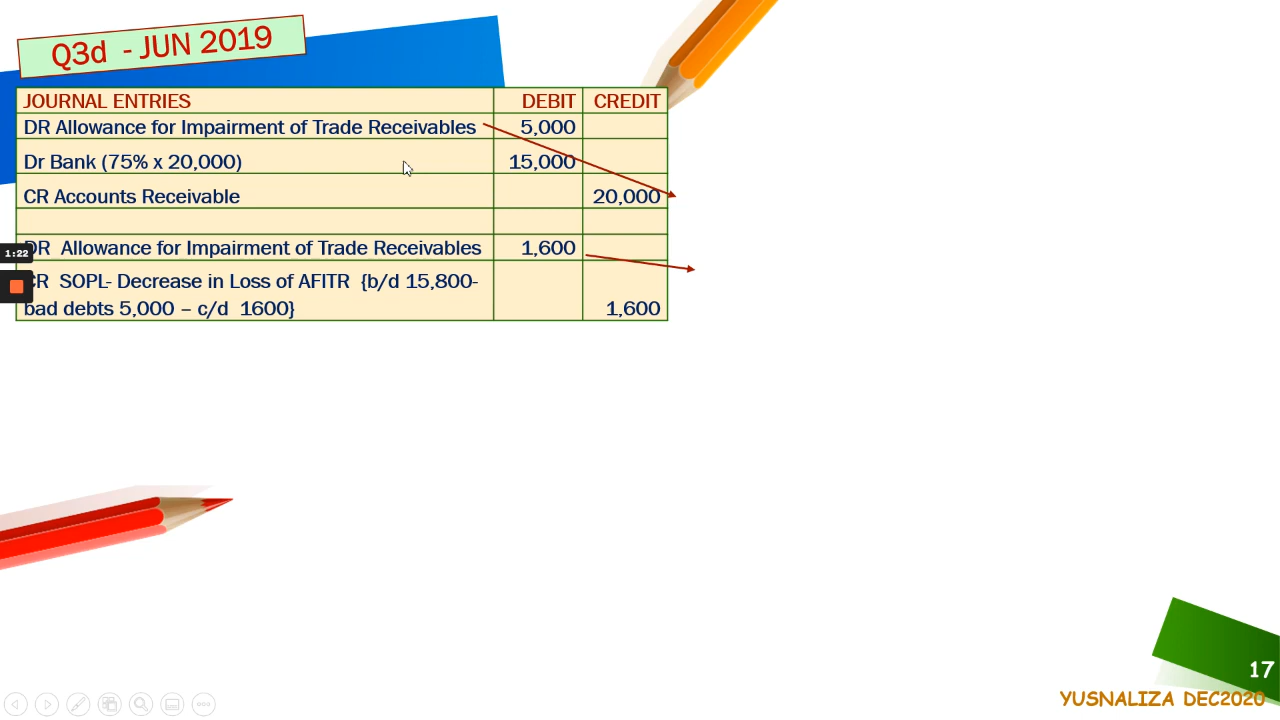 Q3d - JUN 2019
JOURNAL ENTRIES DEBIT CREDIT
DR Allowance for Impairment of Trade Receivables 5,000
Dr Bank (75% x 20,000) 15,000
CR Accounts Receivable 20,000
DR Allowance for Impairment of Trade Receivables 1,600
1:22
CR SOPL- Decrease in Loss of AFITR {b/d 15,800-
bad debts 5,000 – c/d 1600} 1,600
17
YUSNALIZA DEC2020